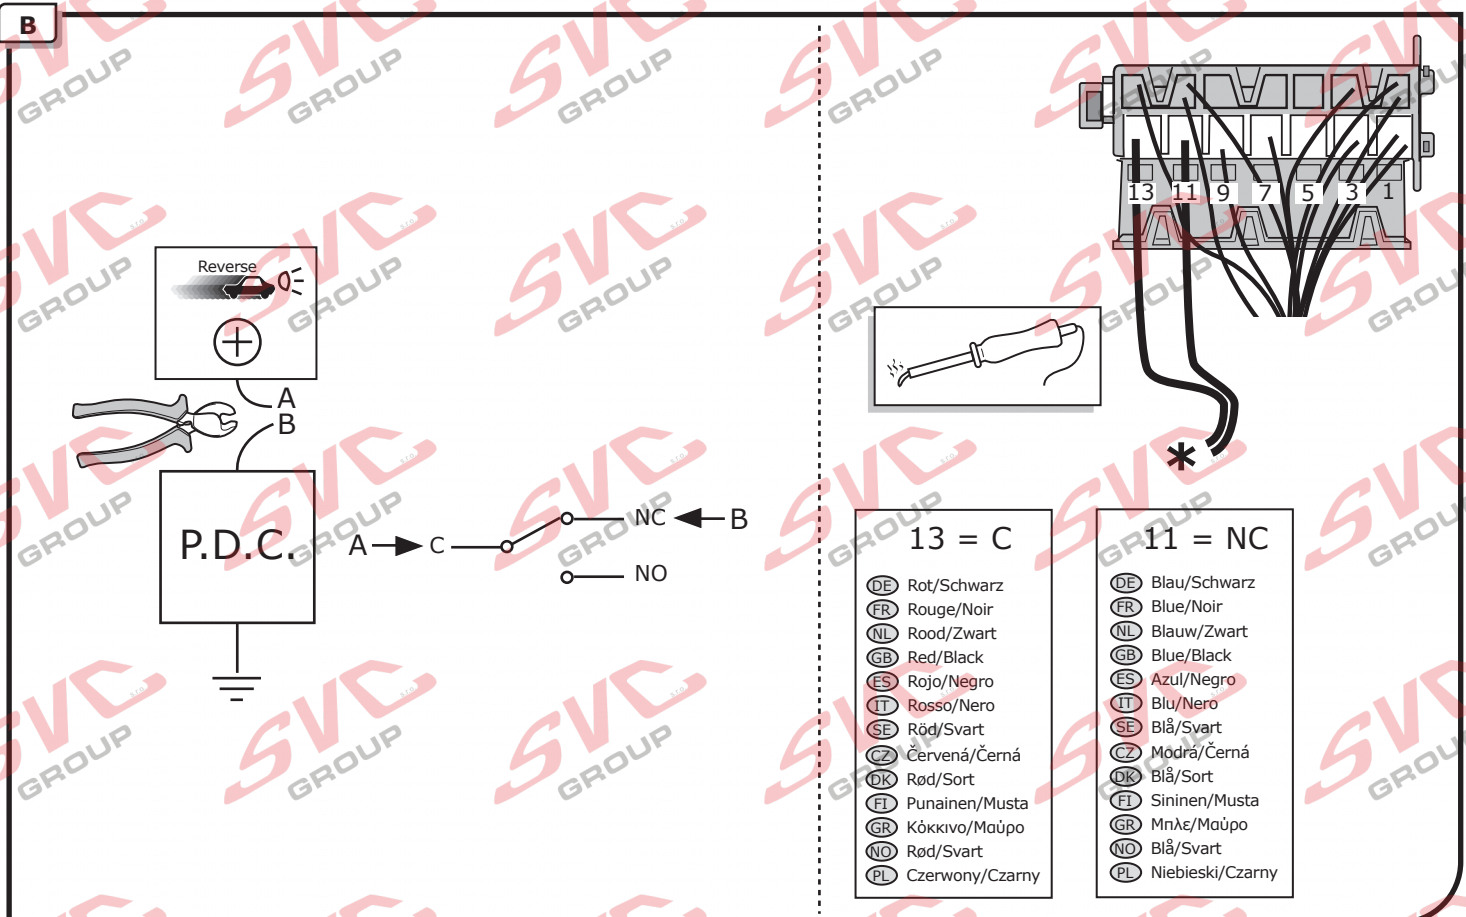 B
Reverse
A
B
P.D.C.
A C
NC B
NO
13 11 9 7 5 3 1
*
13 = C
DE Rot/Schwarz
FR Rouge/Noir
NL Rood/Zwart
GB Red/Black
ES Rojo/Negro
IT Rosso/Nero
SE Röd/Svart
CZ Červená/Černá
DK Rød/Sort
FI Punainen/Musta
GR Κόκκινο/Μαύρο
NO Rød/Svart
PL Czerwony/Czarny
11 = NC
DE Blau/Schwarz
FR Blue/Noir
NL Blauw/Zwart
GB Blue/Black
ES Azul/Negro
IT Blu/Nero
SE Blå/Svart
CZ Modrá/Černá
DK Blå/Sort
FI Sininen/Musta
GR Μπλε/Μαύρο
NO Blå/Svart
PL Niebieski/Czarny
SVC s.r.o.
GROUP